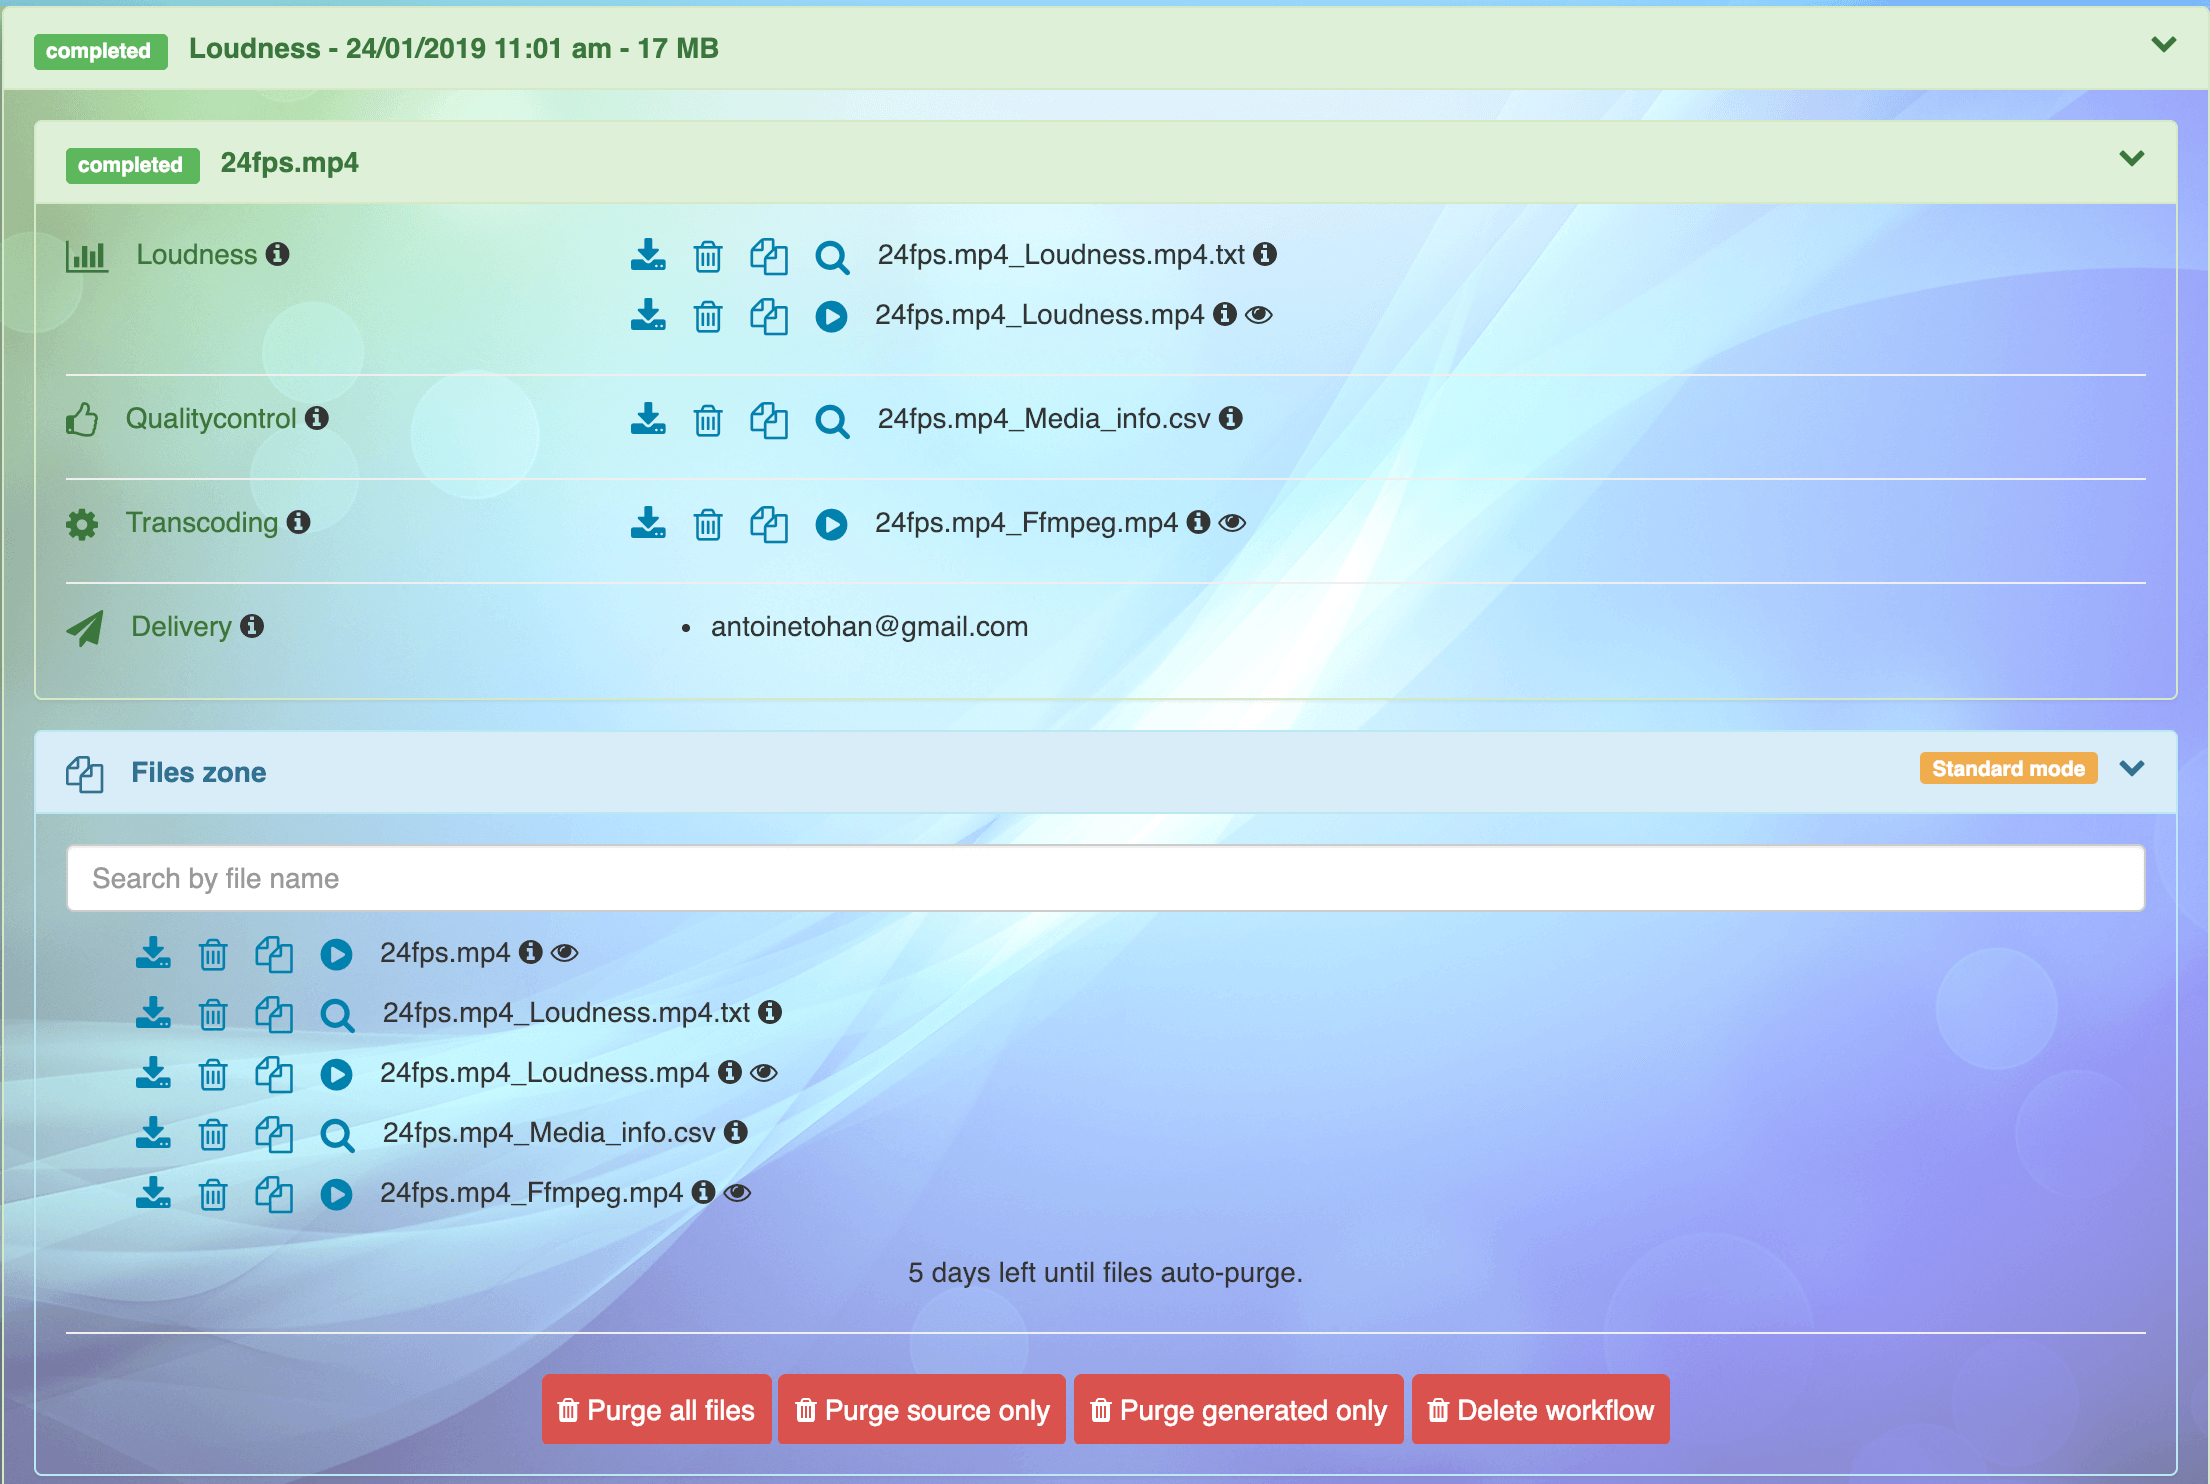 completed Loudness - 24/01/2019 11:01 am - 17 MB
completed 24fps.mp4
Loudness 24fps.mp4_Loudness.mp4.txt
24fps.mp4_Loudness.mp4
Qualitycontrol 24fps.mp4_Media_info.csv
Transcoding 24fps.mp4_Ffmpeg.mp4
Delivery • antoinetohan@gmail.com
Files zone Standard mode
Search by file name
24fps.mp4
24fps.mp4_Loudness.mp4.txt
24fps.mp4_Loudness.mp4
24fps.mp4_Media_info.csv
24fps.mp4_Ffmpeg.mp4
5 days left until files auto-purge.
Purge all files Purge source only Purge generated only Delete workflow